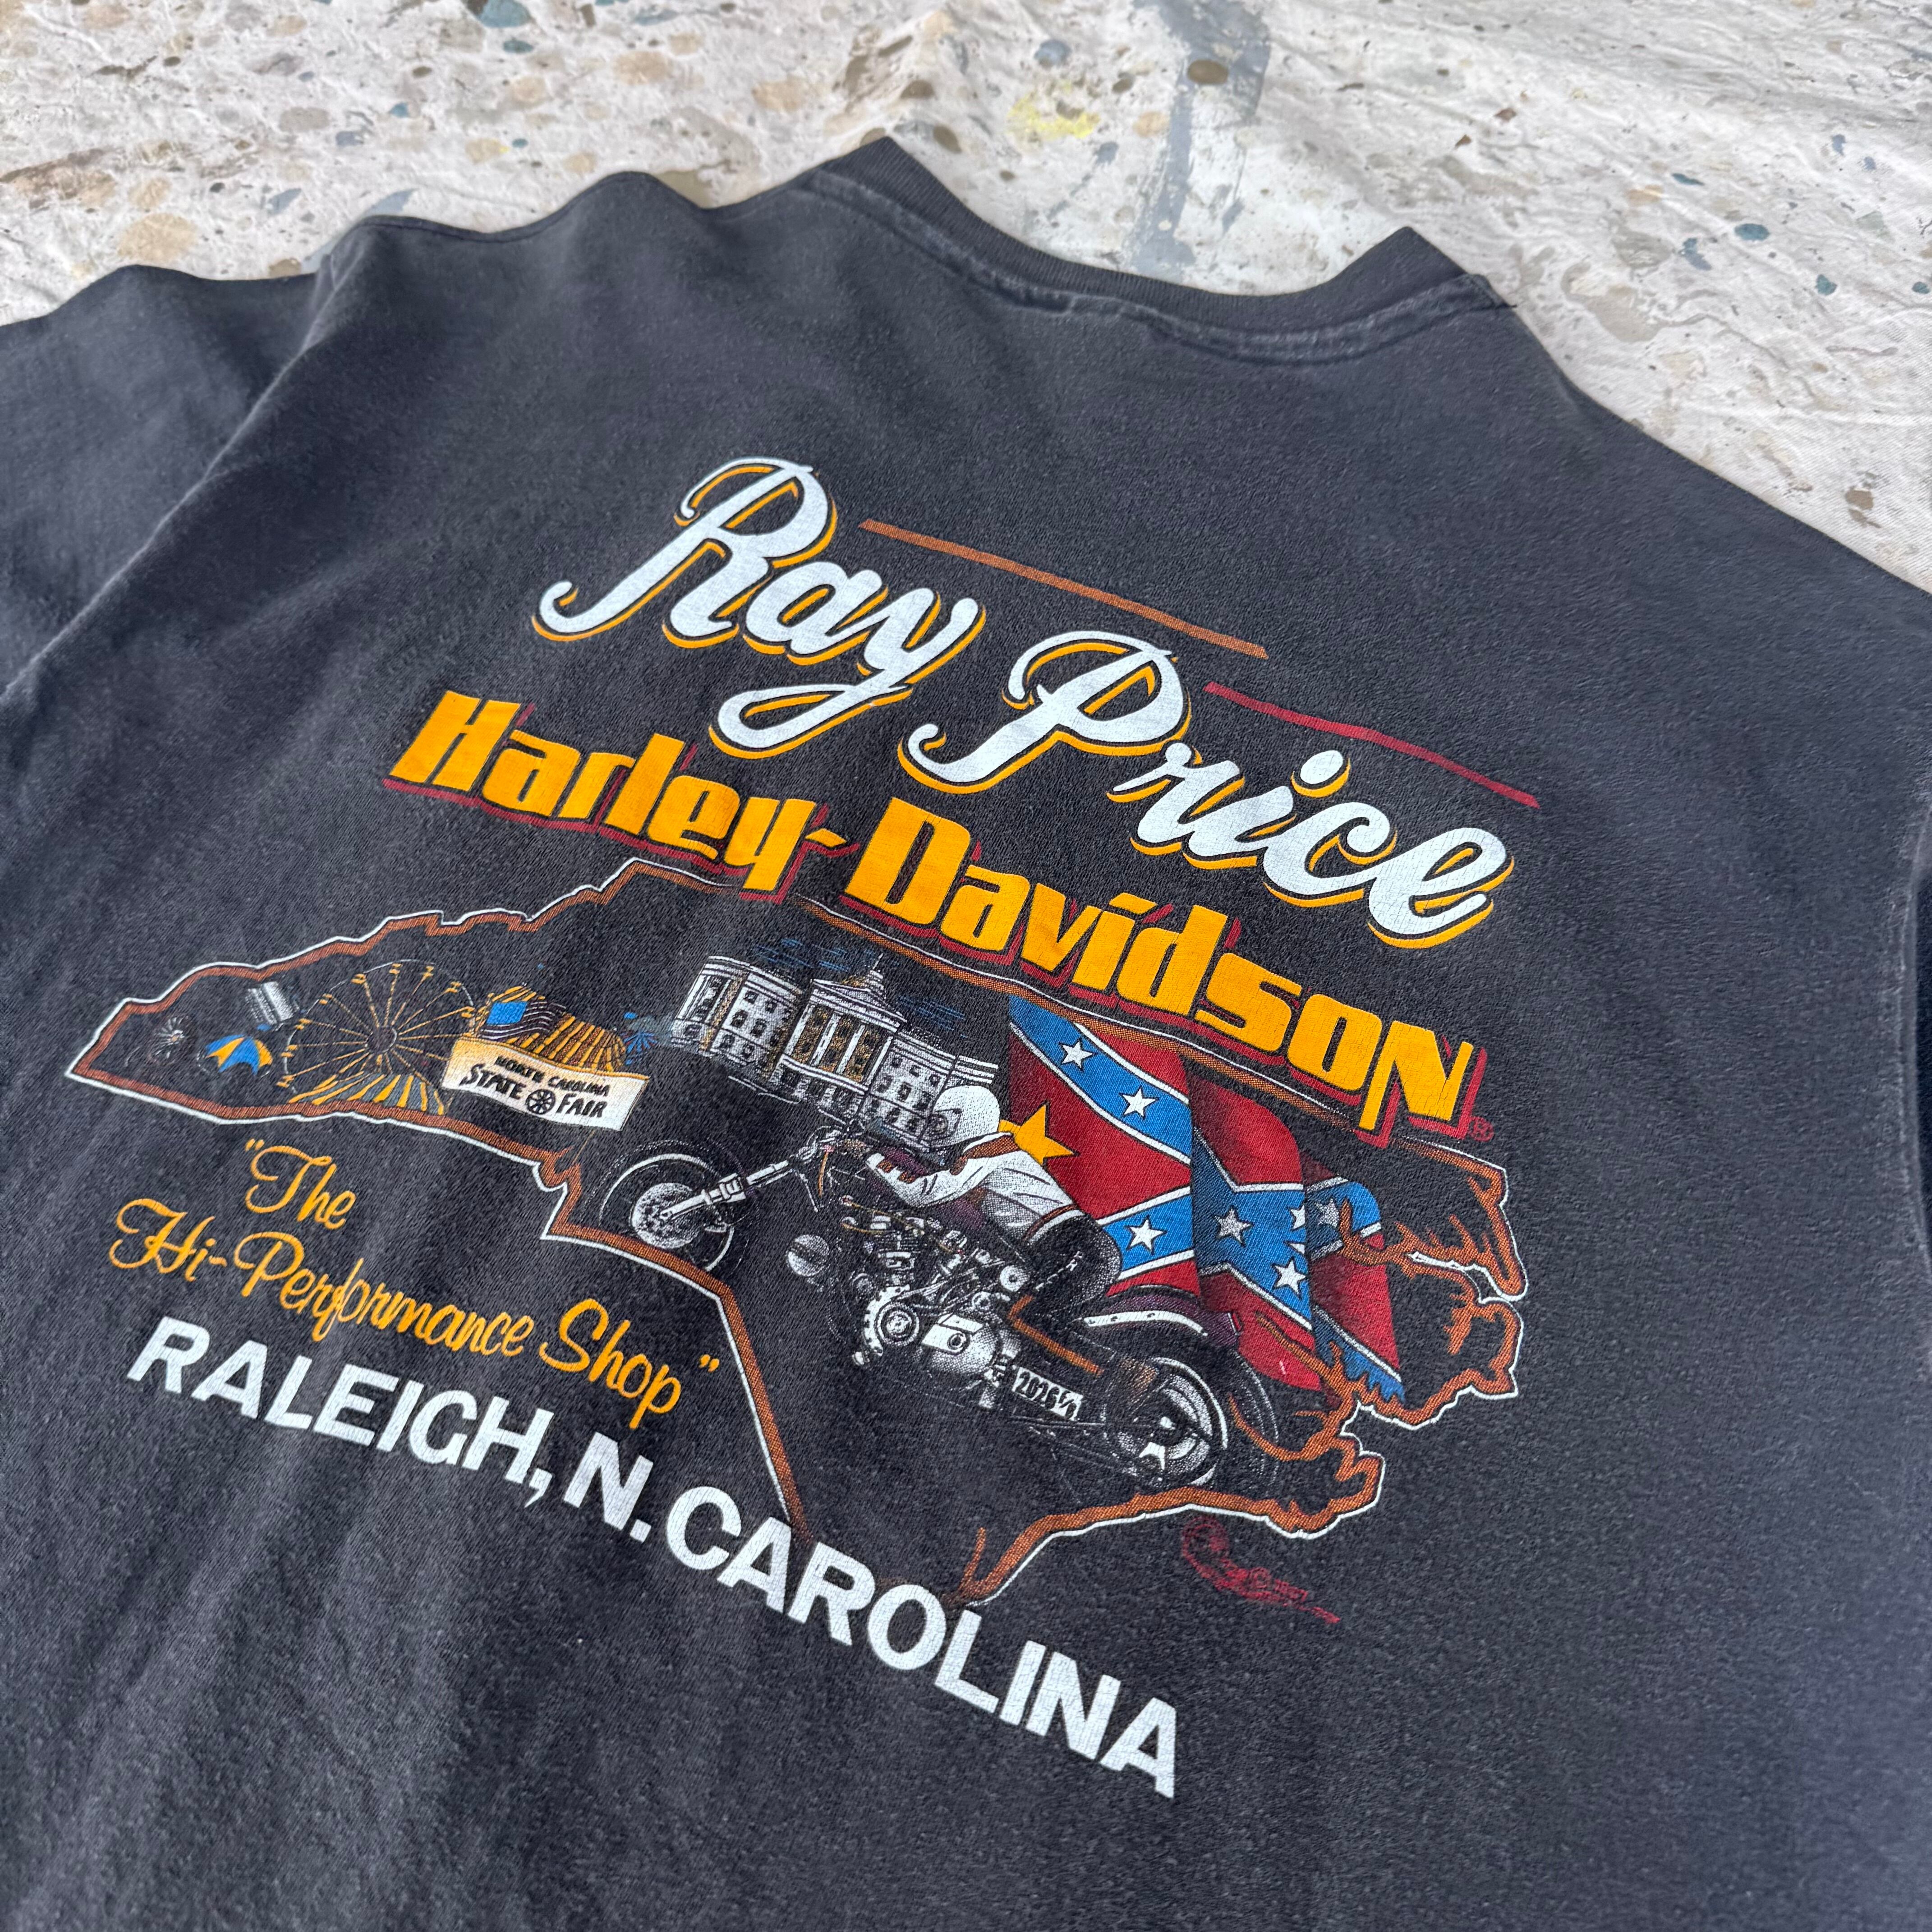 Ray Price
Harley-Davidson®
NORTH CAROLINA
STATE FAIR
"The
Hi-Performance Shop"
RALEIGH, N. CAROLINA